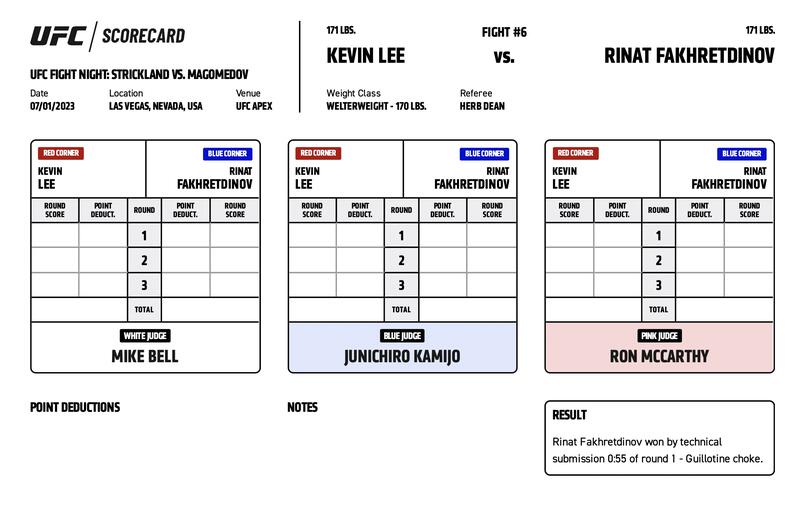 UFC SCORECARD
UFC FIGHT NIGHT: STRICKLAND VS. MAGOMEDOV
Date Location Venue
07/01/2023 LAS VEGAS, NEVADA, USA UFC APEX
171 LBS. FIGHT #6 171 LBS.
KEVIN LEE VS. RINAT FAKHRETDINOV
Weight Class Referee
WELTERWEIGHT - 170 LBS. HERB DEAN
RED CORNER BLUE CORNER
KEVIN RINAT
LEE FAKHRETDINOV
ROUND POINT ROUND POINT ROUND
SCORE DEDUCT. DEDUCT. SCORE
1
2
3
TOTAL
WHITE JUDGE
MIKE BELL
RED CORNER BLUE CORNER
KEVIN RINAT
LEE FAKHRETDINOV
ROUND POINT ROUND POINT ROUND
SCORE DEDUCT. DEDUCT. SCORE
1
2
3
TOTAL
BLUE JUDGE
JUNICHIRO KAMIJO
RED CORNER BLUE CORNER
KEVIN RINAT
LEE FAKHRETDINOV
ROUND POINT ROUND POINT ROUND
SCORE DEDUCT. DEDUCT. SCORE
1
2
3
TOTAL
PINK JUDGE
RON MCCARTHY
POINT DEDUCTIONS
NOTES
RESULT
Rinat Fakhretdinov won by technical
submission 0:55 of round 1 - Guillotine choke.